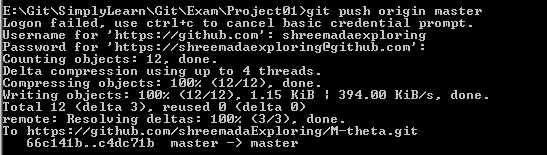 E:\Git\SimplyLearn\Git\Exam\Project01>git push origin master
Logon failed, use ctrl+c to cancel basic credential prompt.
Username for 'https://github.com': shreemadaexploring
Password for 'https://shreemadaexploring@github.com':
Counting objects: 12, done.
Delta compression using up to 4 threads.
Compressing objects: 100% (12/12), done.
Writing objects: 100% (12/12), 1.15 KiB | 394.00 KiB/s, done.
Total 12 (delta 3), reused 0 (delta 0)
remote: Resolving deltas: 100% (3/3), done.
To https://github.com/shreemadaExploring/M-theta.git
   66c141b..c4dc71b  master -> master